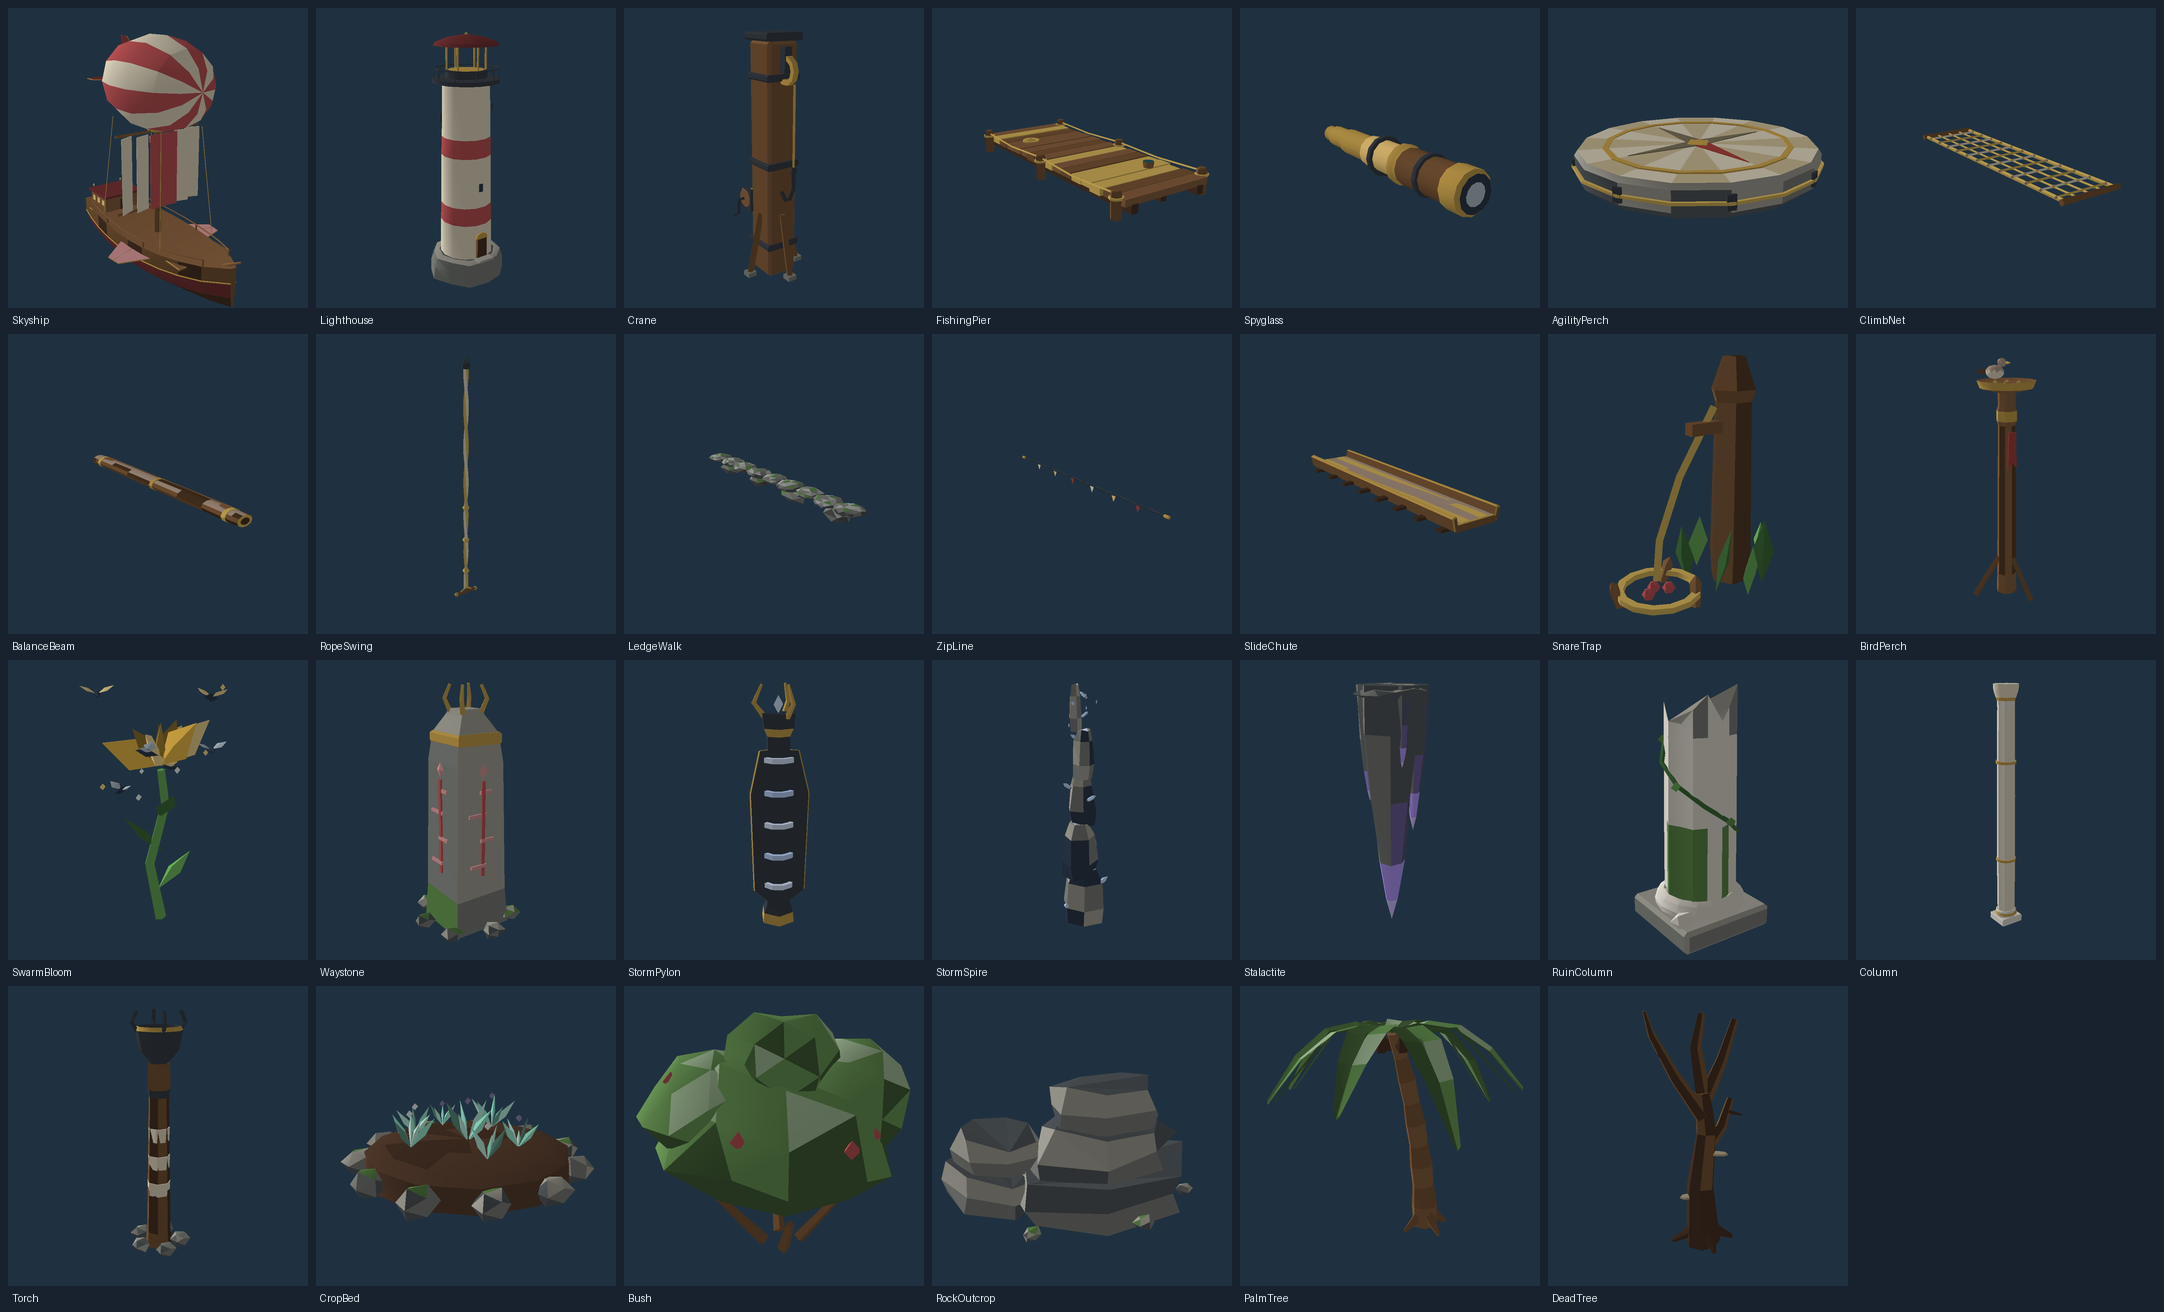 Skyship
Lighthouse
Crane
FishingPier
Spyglass
AgilityPerch
ClimbNet
BalanceBeam
RopeSwing
LedgeWalk
ZipLine
SlideChute
SnareTrap
BirdPerch
SwarmBloom
Waystone
StormPylon
StormSpire
Stalactite
RuinColumn
Column
Torch
CropBed
Bush
RockOutcrop
PalmTree
DeadTree